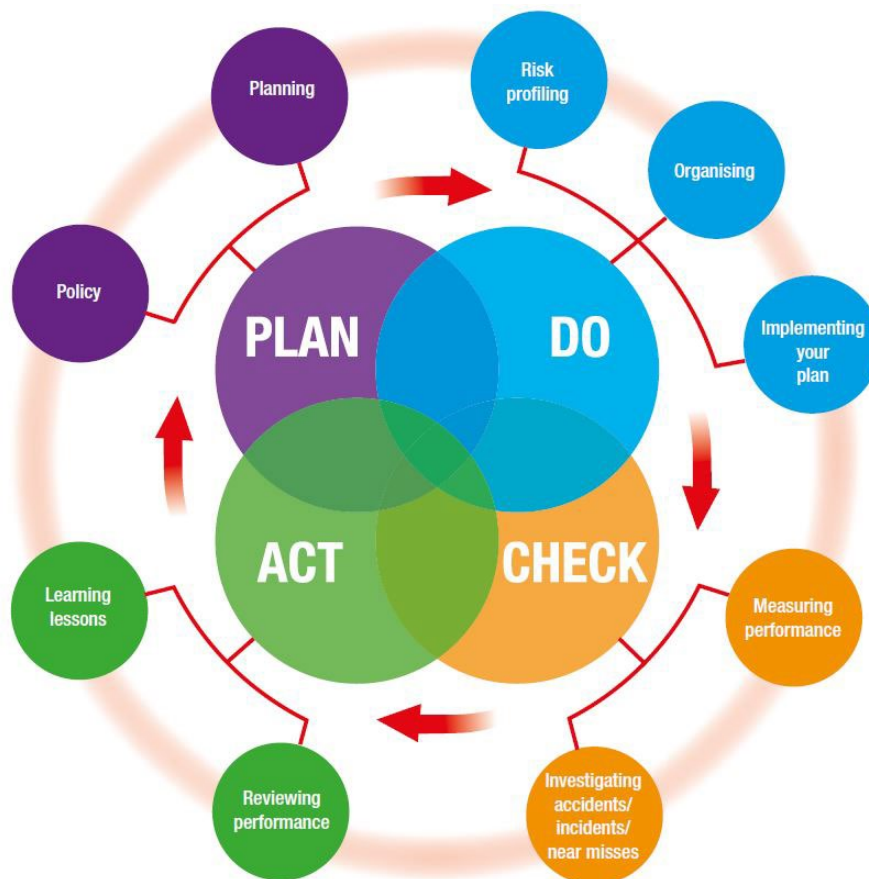 Planning
Risk
profiling
Organising
Policy
Implementing
your
plan
PLAN
DO
ACT
CHECK
Learning
lessons
Measuring
performance
Reviewing
performance
Investigating
accidents/
incidents/
near misses